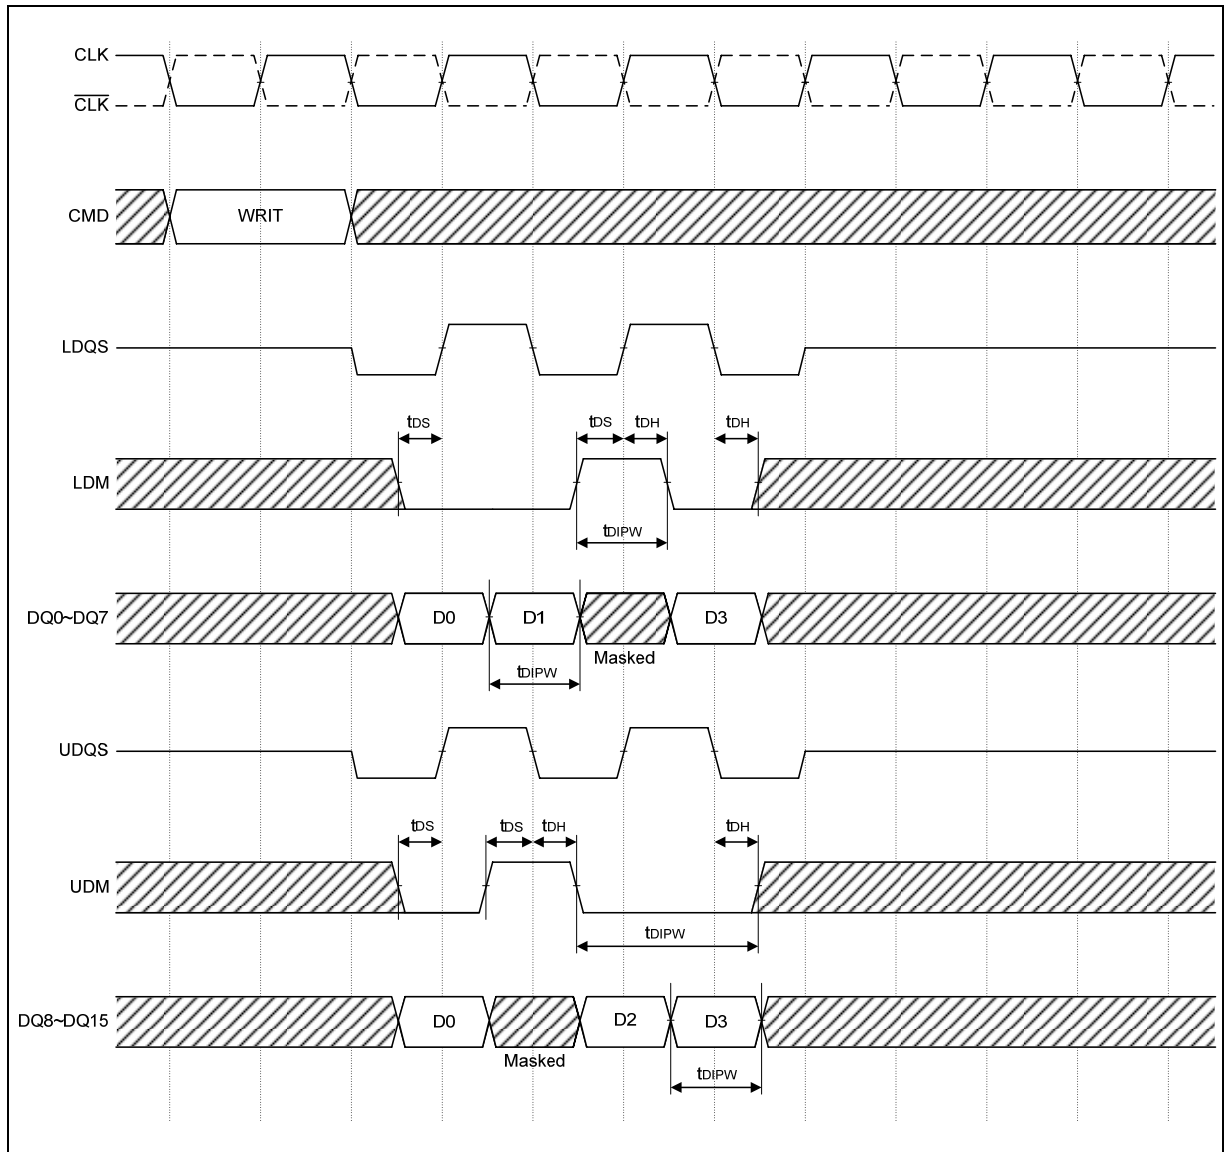 CLK
CLK
CMD
WRIT
LDQS
tDS
tDS
tDH
tDH
LDM
tDIPW
DQ0~DQ7
D0
D1
D3
Masked
tDIPW
UDQS
tDS
tDS
tDH
tDH
UDM
tDIPW
DQ8~DQ15
D0
D2
D3
Masked
tDIPW